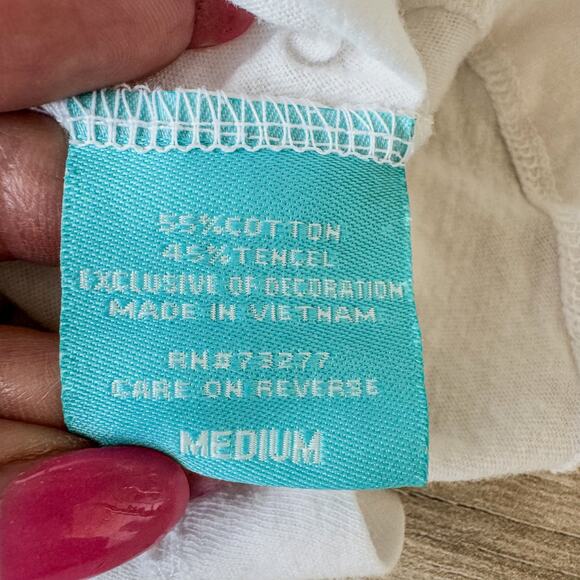 55%COTTON
45%TENCEL
EXCLUSIVE OF DECORATION
MADE IN VIETNAM
RN#73277
CARE ON REVERSE
MEDIUM